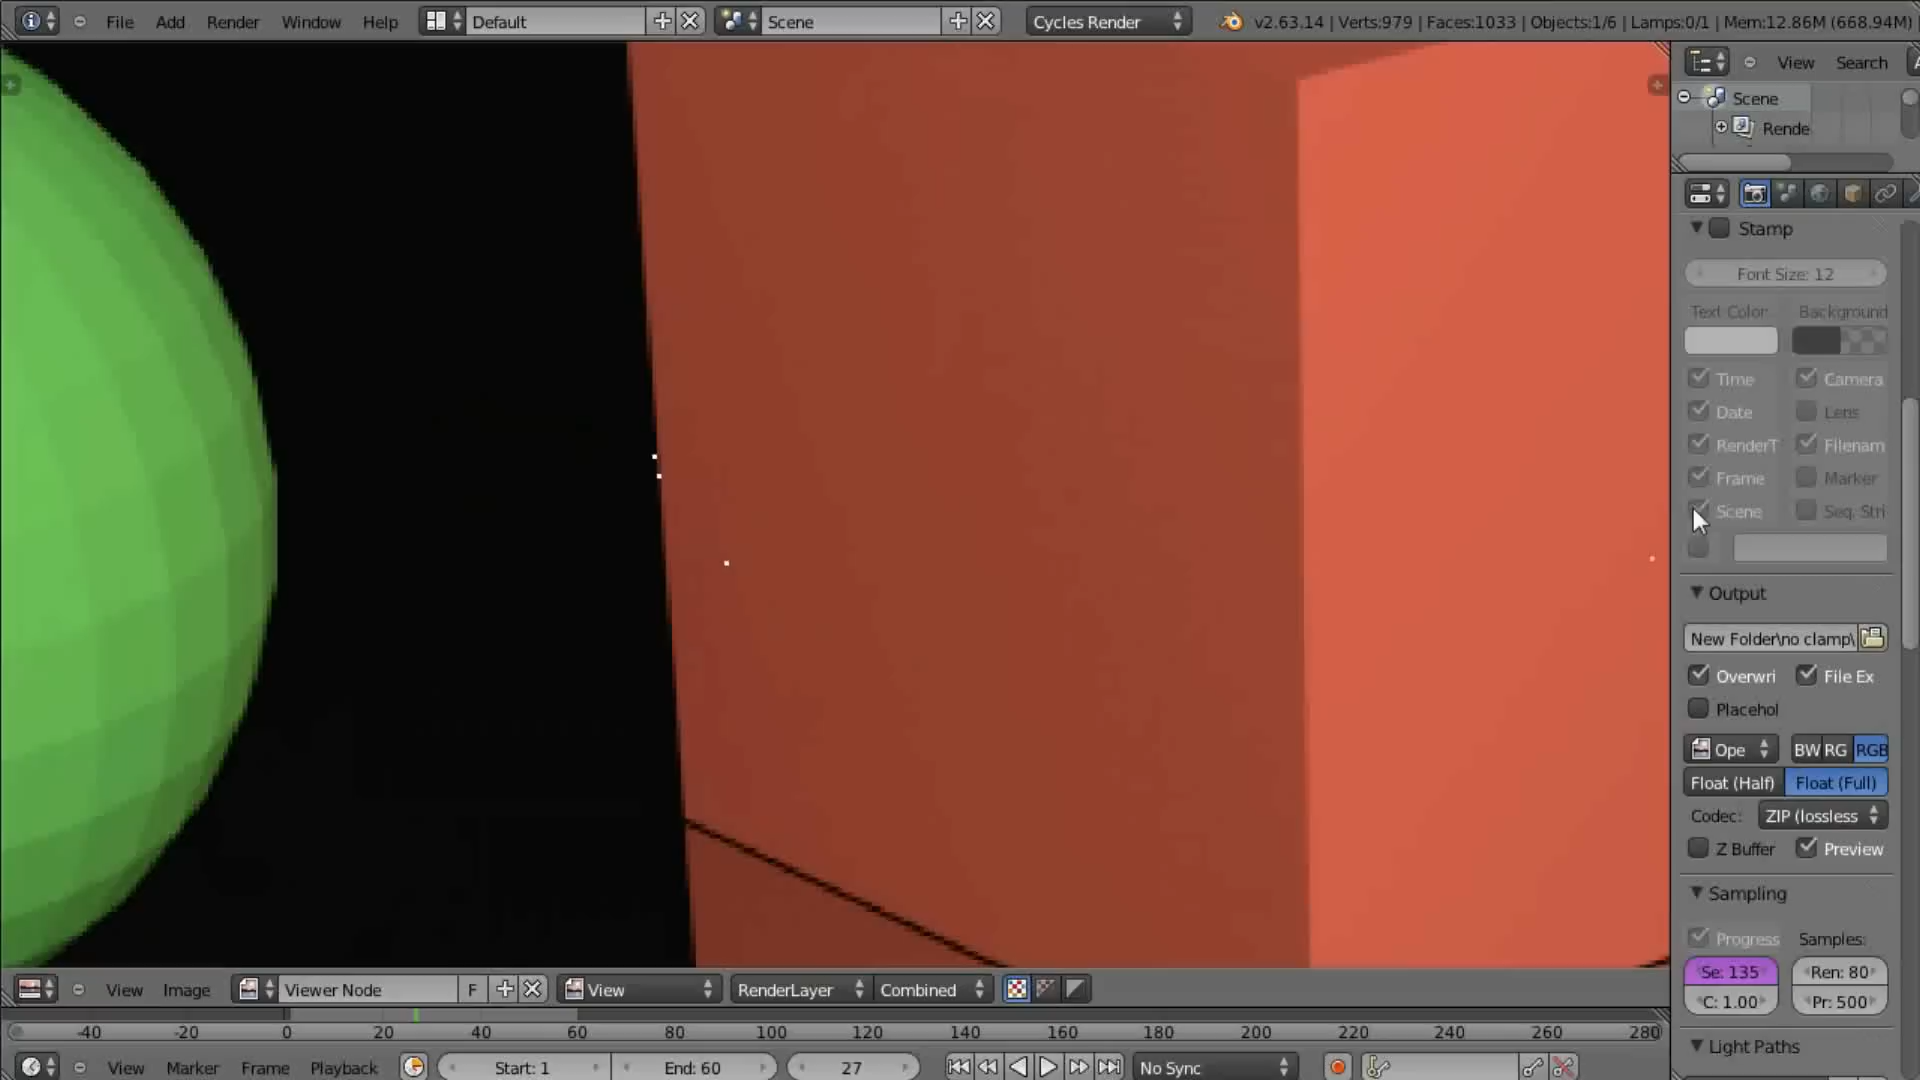 File Add Render Window Help Default Scene Cycles Render v2.63.14 | Verts:979 | Faces:1033 | Objects:1/6 | Lamps:0/1 | Mem:12.86M (668.94M)
View Search
Scene
Rende
Stamp
Font Size: 12
Text Color: Background
Time Camera
Date Lens
RenderT Filenam
Frame Marker
Scene Seq. Stri
Output
New Folder\no clamp\
Overwri File Ex
Placehol
Ope BW RG RGB
Float (Half) Float (Full)
Codec: ZIP (lossless
Z Buffer Preview
Sampling
Progress Samples:
Se: 135 Ren: 80
C: 1.00 Pr: 500
Light Paths
View Image Viewer Node F View RenderLayer Combined
-40 -20 0 20 40 60 80 100 120 140 160 180 200 220 240 260 280
View Marker Frame Playback Start: 1 End: 60 27 No Sync